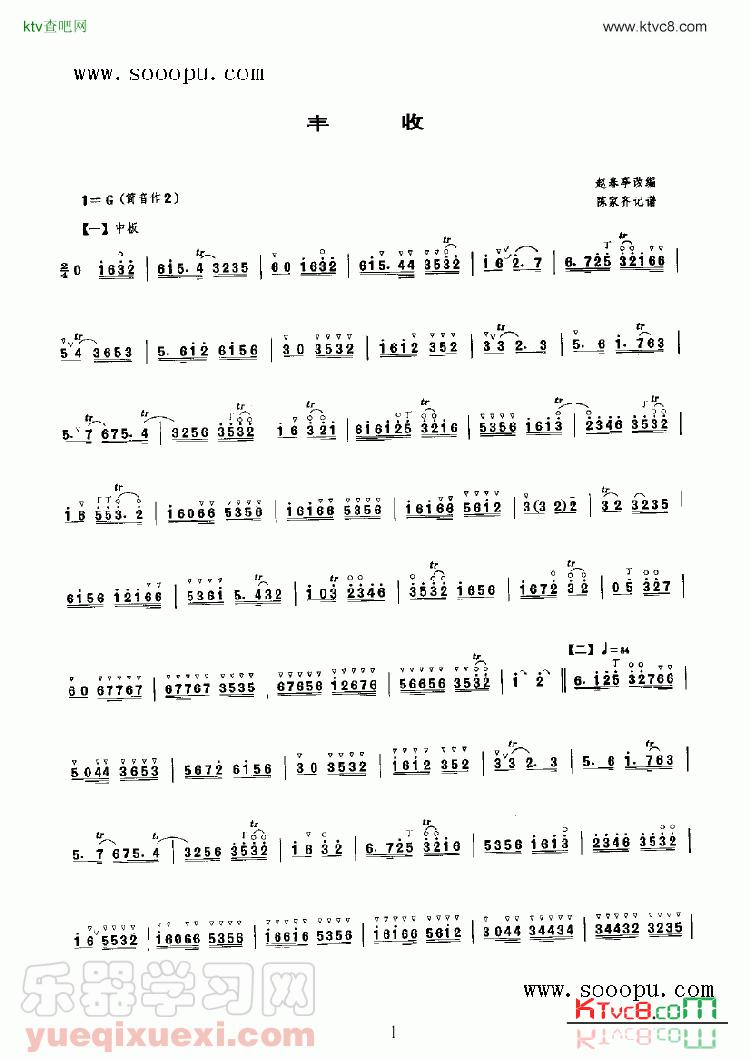 ktv查吧网
www.ktvc8.com
www.sooopu.com
丰 收
赵春亭改编
1=G(筒音作2)
陈家齐记谱
【一】中板
2/4 0 1632 | 615.4 3235 | 60 1632 | 615.44 3532 | 16 2.7 | 6.725 32166 |
54 3653 | 5.612 6156 | 30 3532 | 1612 352 | 33 2.3 | 5.6 1.763 |
5.7 675.4 | 3256 3532 16 321 | 616125 3216 | 5356 1613 | 2346 3532 |
16 553.2 | 16066 5356 | 16166 5356 | 16166 5612 | 3(3 2)2 | 32 3235 |
6156 12166 | 5361 5.432 | 103 2346 | 3532 1656 | 1672 32 | 05 327 |
【二】♩=84
60 67767 | 67767 3535 | 67656 12676 | 56656 3532 | 1 2 ‖ 6.125 32766 |
5044 3653 | 5672 6156 | 30 3532 | 1612 352 | 33 2.3 | 5.6 1.763 |
5.7 675.4 | 3256 3532 | 16 32 | 6.725 3216 | 5356 1613 | 2346 3532 |
16 5532 | 16066 5356 | 16616 5356 | 16166 5612 | 3044 34434 | 34432 3235 |
乐器学习网
yueqixuexi.com
www.sooopu.com
KTvc8.com
1